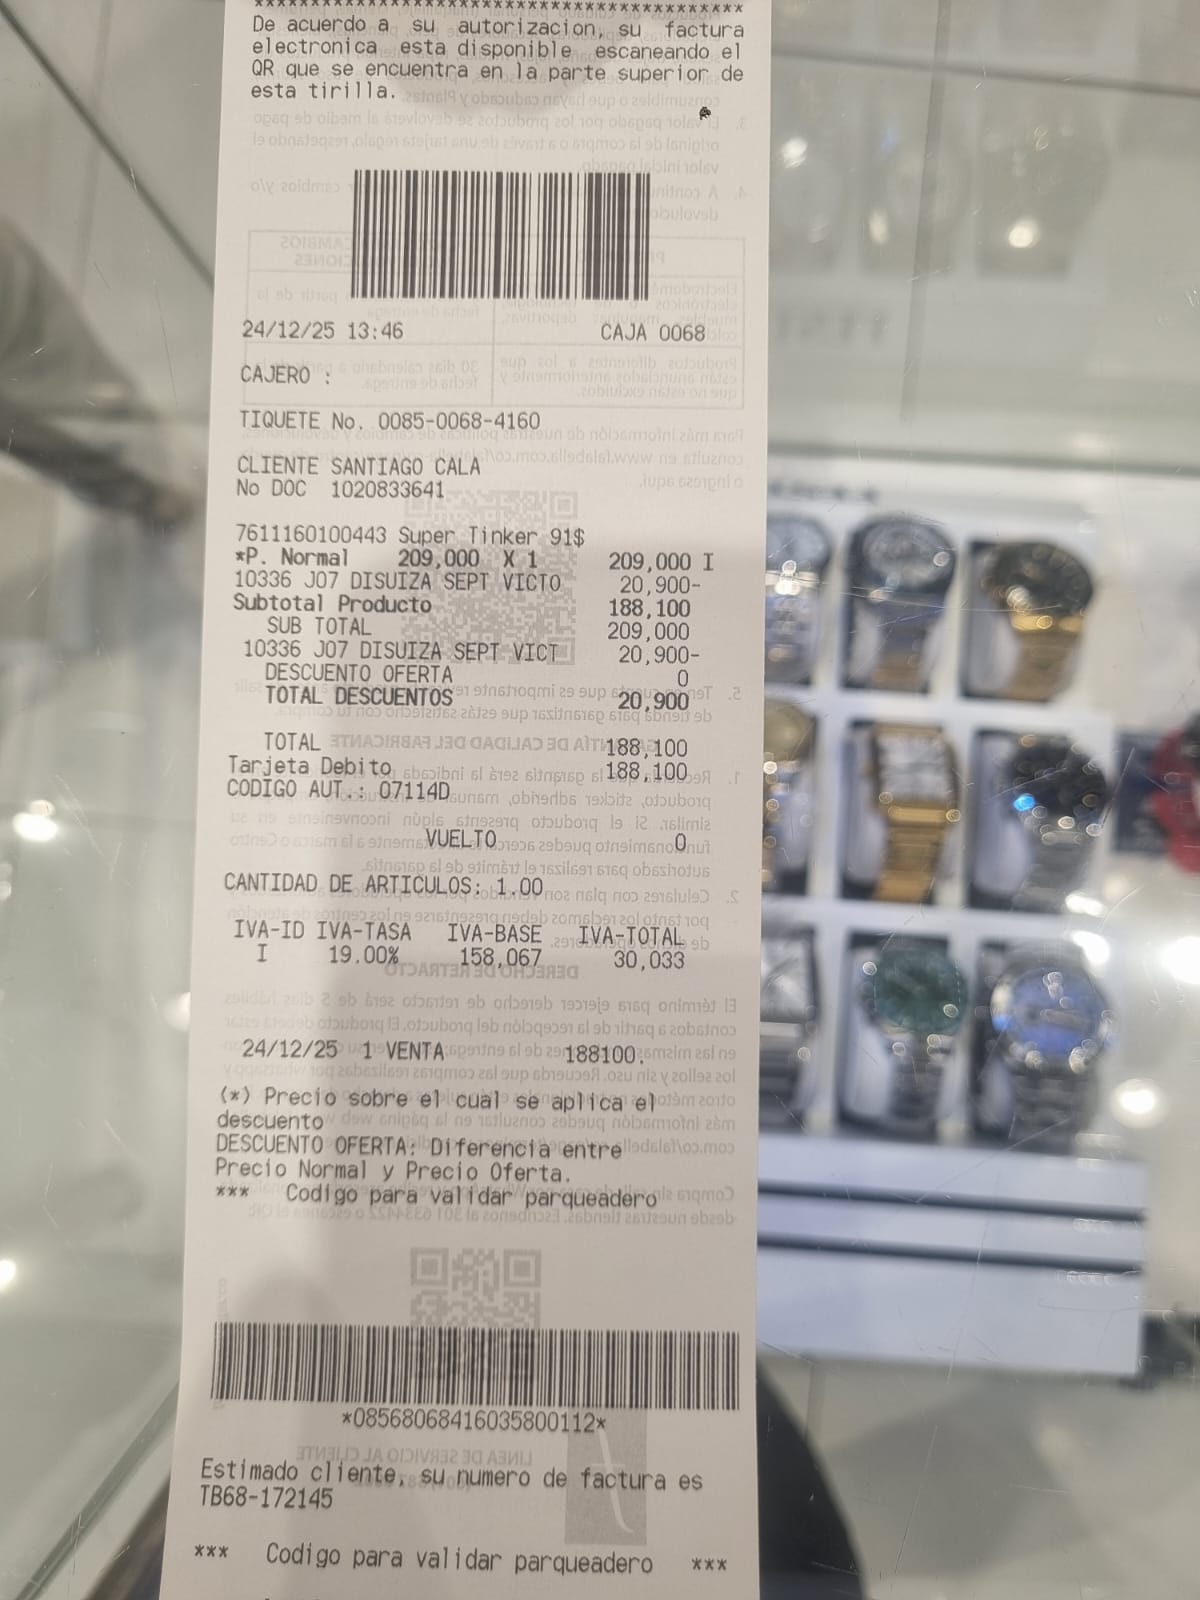 De acuerdo a su autorizacion, su factura
electronica esta disponible escaneando el
QR que se encuentra en la parte superior de
esta tirilla.
24/12/25 13:46 CAJA 0068
CAJERO :
TIQUETE No. 0085-0068-4160
CLIENTE SANTIAGO CALA
No DOC 1020833641
7611160100443 Super Tinker 91$
*P. Normal 209,000 X 1 209,000 I
10336 J07 DISUIZA SEPT VICTO 20,900-
Subtotal Producto 188,100
SUB TOTAL 209,000
10336 J07 DISUIZA SEPT VICT 20,900-
DESCUENTO OFERTA 0
TOTAL DESCUENTOS 20,900
TOTAL 188,100
Tarjeta Debito 188,100
CODIGO AUT.: 07114D
VUELTO 0
CANTIDAD DE ARTICULOS: 1.00
IVA-ID IVA-TASA IVA-BASE IVA-TOTAL
I 19.00% 158,067 30,033
24/12/25 1 VENTA 188100.
(*) Precio sobre el cual se aplica el
descuento
DESCUENTO OFERTA: Diferencia entre
Precio Normal y Precio Oferta.
*** Codigo para validar parqueadero
*08568068416035800112*
Estimado cliente, su numero de factura es
TB68-172145
*** Codigo para validar parqueadero ***